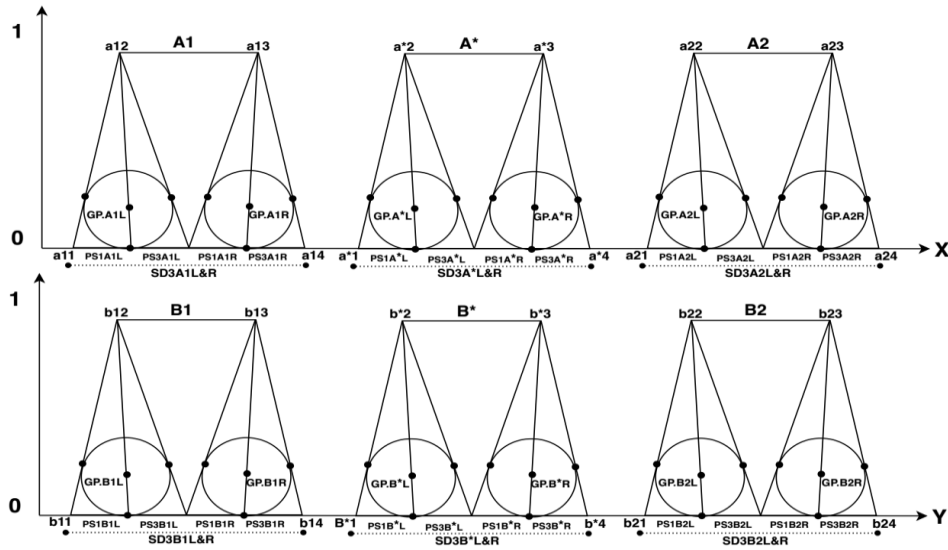 1
a12 A1 a13 a*2 A* a*3 a22 A2 a23
GP.A1L GP.A1R GP.A*L GP.A*R GP.A2L GP.A2R
0
X
a11 PS1A1L PS3A1L PS1A1R PS3A1R a14 a*1 PS1A*L PS3A*L PS1A*R PS3A*R a*4 a21 PS1A2L PS3A2L PS1A2R PS3A2R a24
SD3A1L&R SD3A*L&R SD3A2L&R
1
b12 B1 b13 b*2 B* b*3 b22 B2 b23
GP.B1L GP.B1R GP.B*L GP.B*R GP.B2L GP.B2R
0
Y
b11 PS1B1L PS3B1L PS1B1R PS3B1R b14 B*1 PS1B*L PS3B*L PS1B*R PS3B*R b*4 b21 PS1B2L PS3B2L PS1B2R PS3B2R b24
SD3B1L&R SD3B*L&R SD3B2L&R